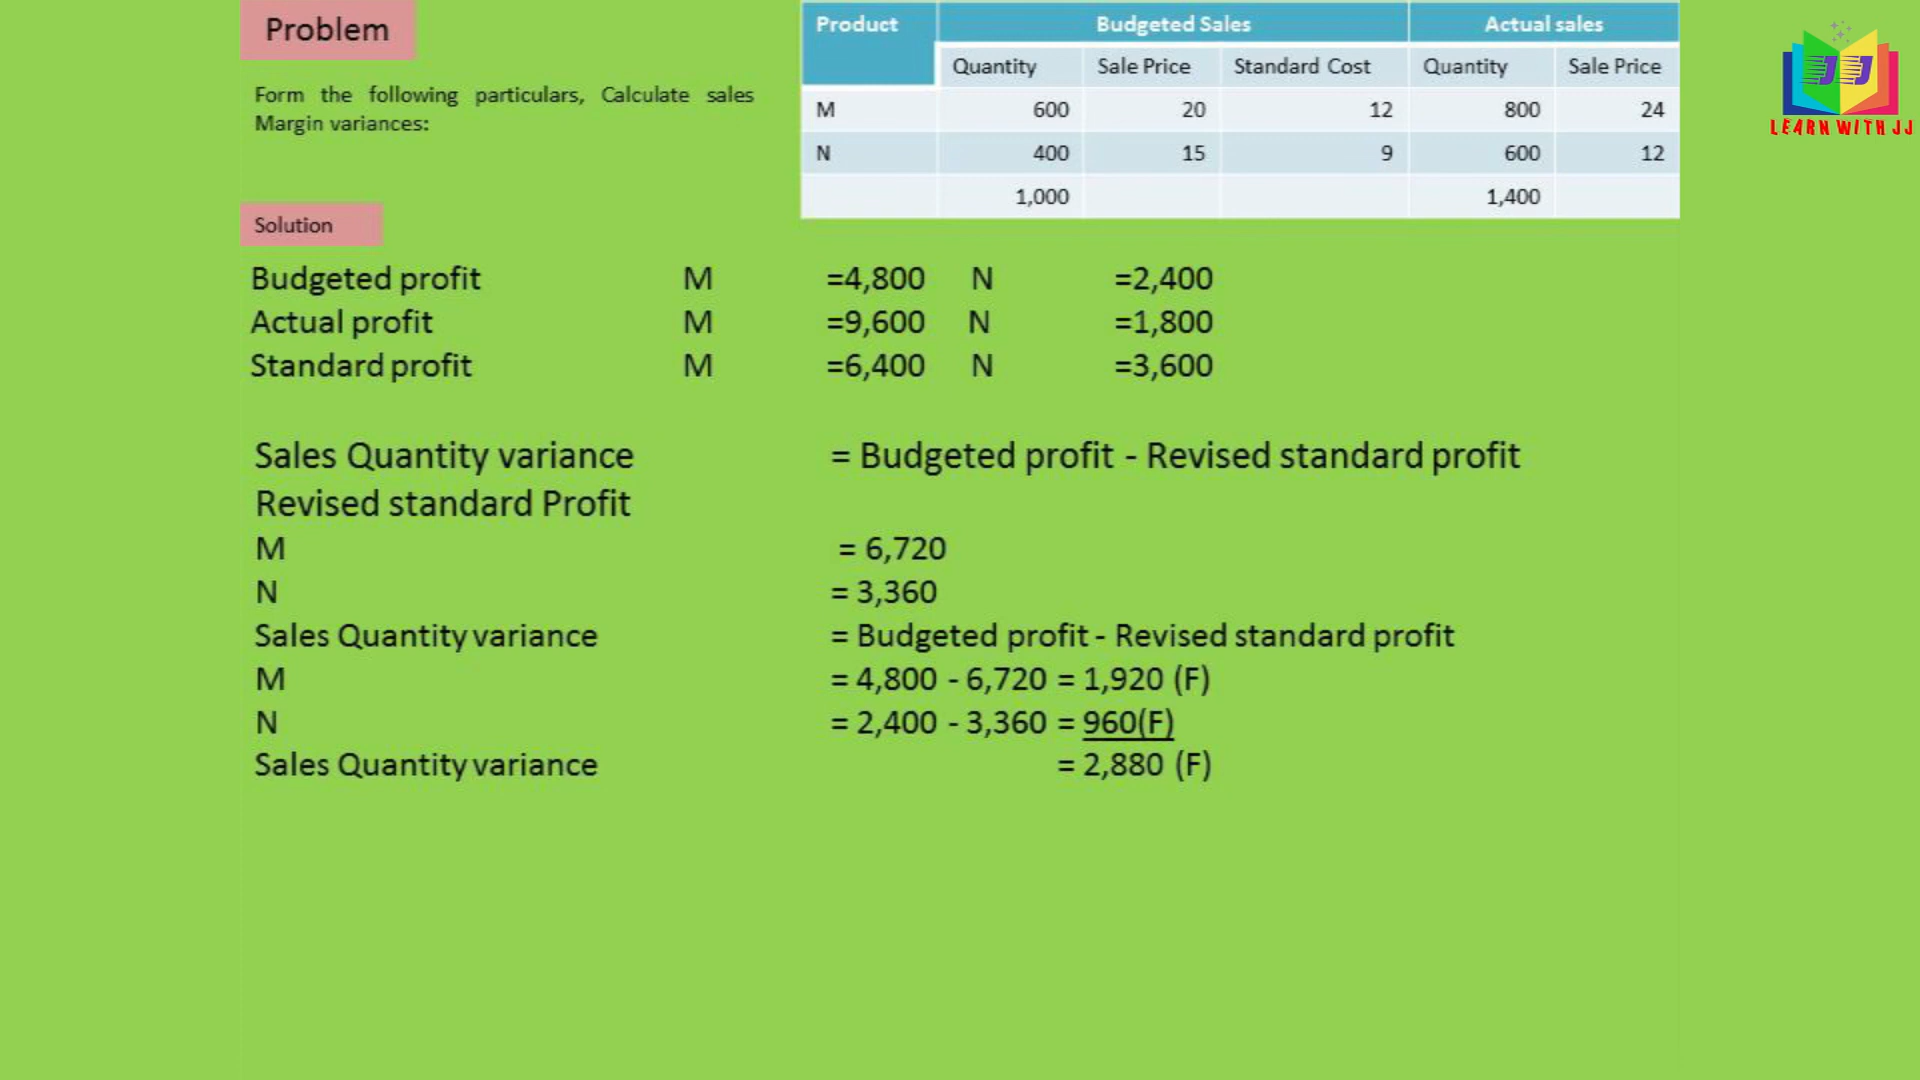 Problem
Form the following particulars, Calculate sales
Margin variances:
Product Budgeted Sales Actual sales
Quantity Sale Price Standard Cost Quantity Sale Price
M 600 20 12 800 24
N 400 15 9 600 12
1,000 1,400
JJ
LEARN WITH JJ
Solution
Budgeted profit M =4,800 N =2,400
Actual profit M =9,600 N =1,800
Standard profit M =6,400 N =3,600
Sales Quantity variance = Budgeted profit - Revised standard profit
Revised standard Profit
M = 6,720
N = 3,360
Sales Quantity variance = Budgeted profit - Revised standard profit
M = 4,800 - 6,720 = 1,920 (F)
N = 2,400 - 3,360 = 960(F)
Sales Quantity variance = 2,880 (F)